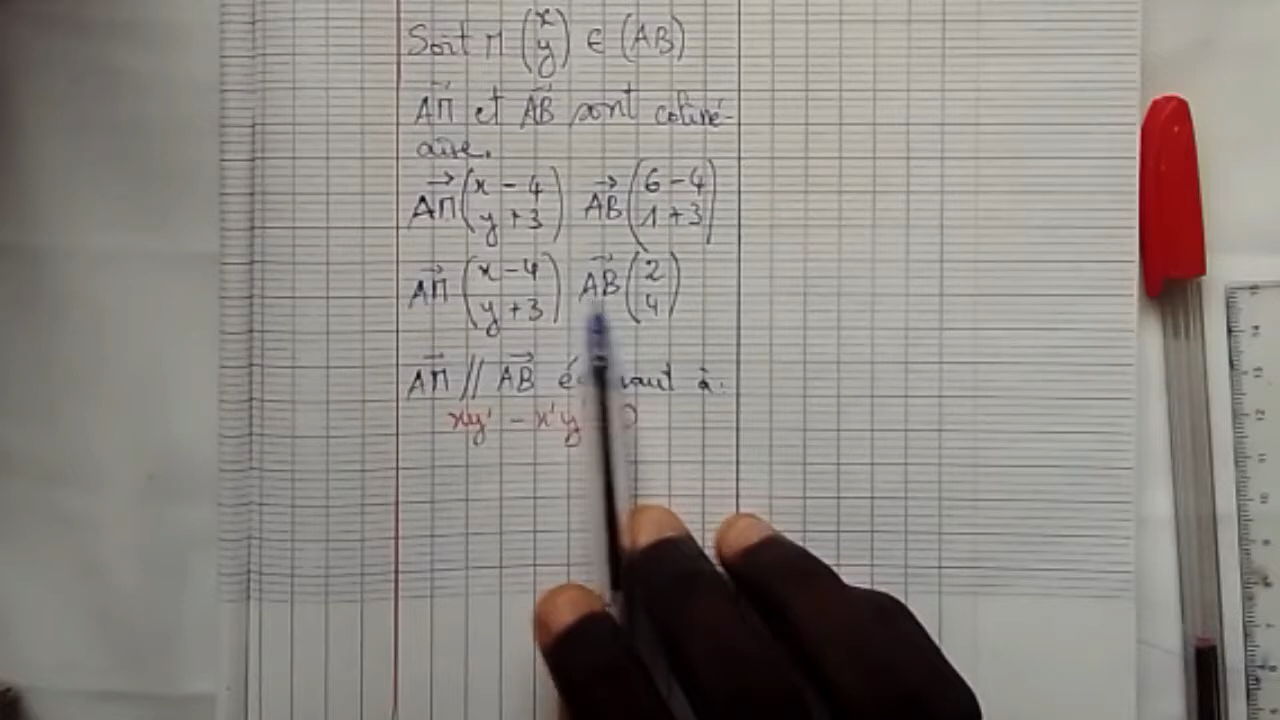 Soit M (x y) ∈ (AB)
AM et AB sont coliné-
aire.
AM (x - 4 y + 3) AB (6 - 4 1 + 3)
AM (x - 4 y + 3) AB (2 4)
AM // AB à.
xy' - x'y